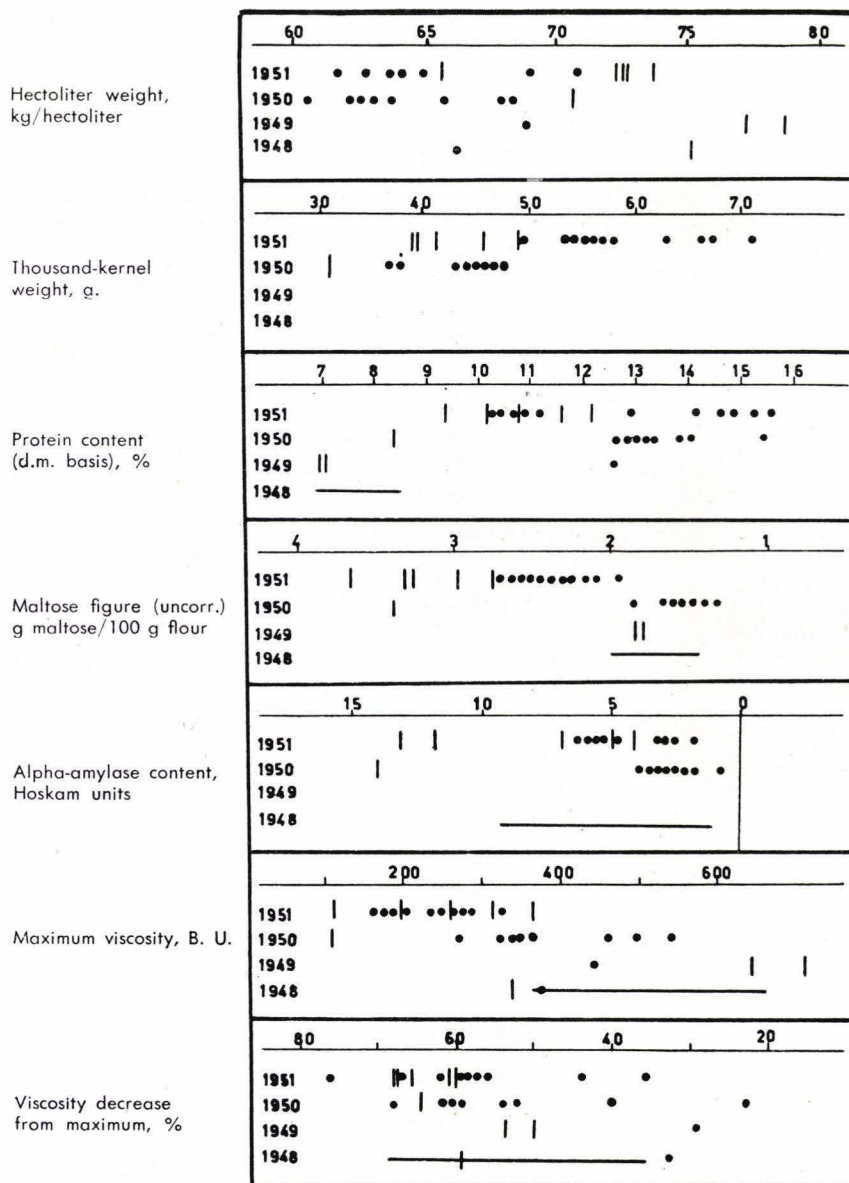 60 65 70 75 80
Hectoliter weight,
kg/hectoliter
1951
1950
1949
1948
3,0 4,0 5,0 6,0 7,0
Thousand-kernel
weight, g.
1951
1950
1949
1948
7 8 9 10 11 12 13 14 15 16
Protein content
(d.m. basis), %
1951
1950
1949
1948
4 3 2 1
Maltose figure (uncorr.)
g maltose/100 g flour
1951
1950
1949
1948
15 10 5 0
Alpha-amylase content,
Hoskam units
1951
1950
1949
1948
200 400 600
Maximum viscosity, B. U.
1951
1950
1949
1948
80 60 4,0 20
Viscosity decrease
from maximum, %
1951
1950
1949
1948